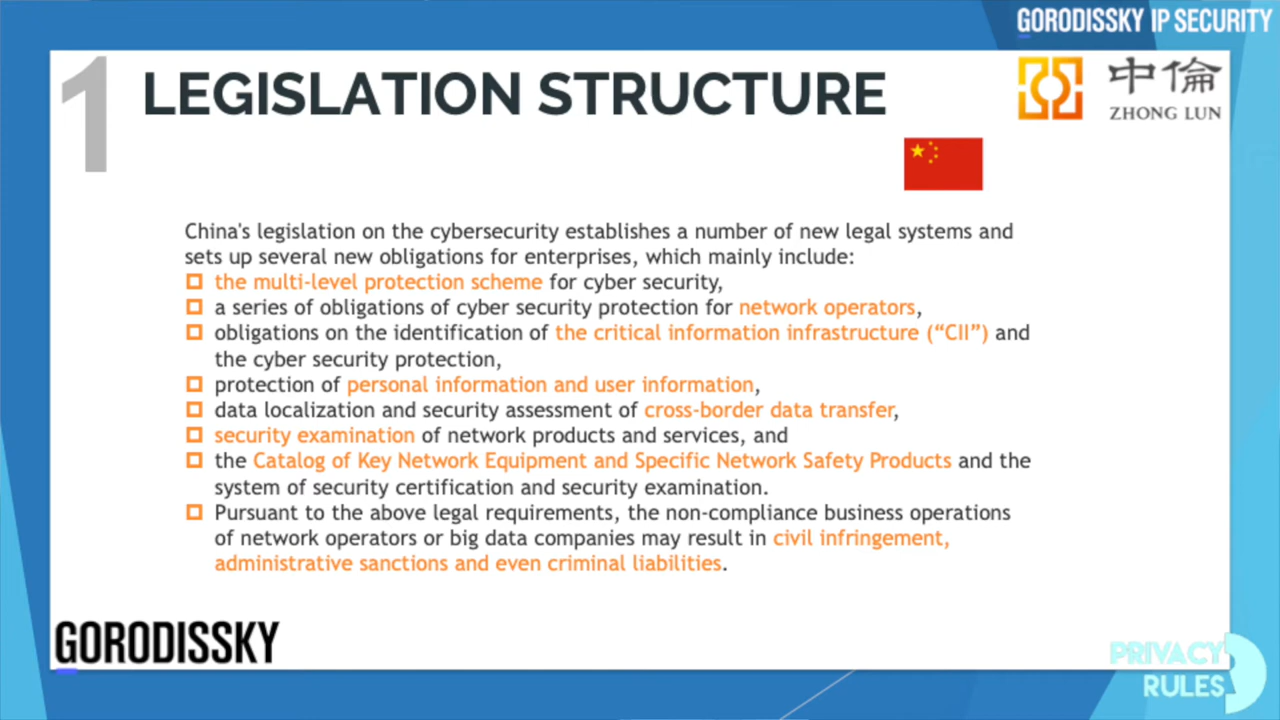 GORODISSKY IP SECURITY
1 LEGISLATION STRUCTURE
中倫
ZHONG LUN
China's legislation on the cybersecurity establishes a number of new legal systems and
sets up several new obligations for enterprises, which mainly include:
the multi-level protection scheme for cyber security,
a series of obligations of cyber security protection for network operators,
obligations on the identification of the critical information infrastructure (“CII”) and
the cyber security protection,
protection of personal information and user information,
data localization and security assessment of cross-border data transfer,
security examination of network products and services, and
the Catalog of Key Network Equipment and Specific Network Safety Products and the
system of security certification and security examination.
Pursuant to the above legal requirements, the non-compliance business operations
of network operators or big data companies may result in civil infringement,
administrative sanctions and even criminal liabilities.
GORODISSKY
PRIVACY
RULES